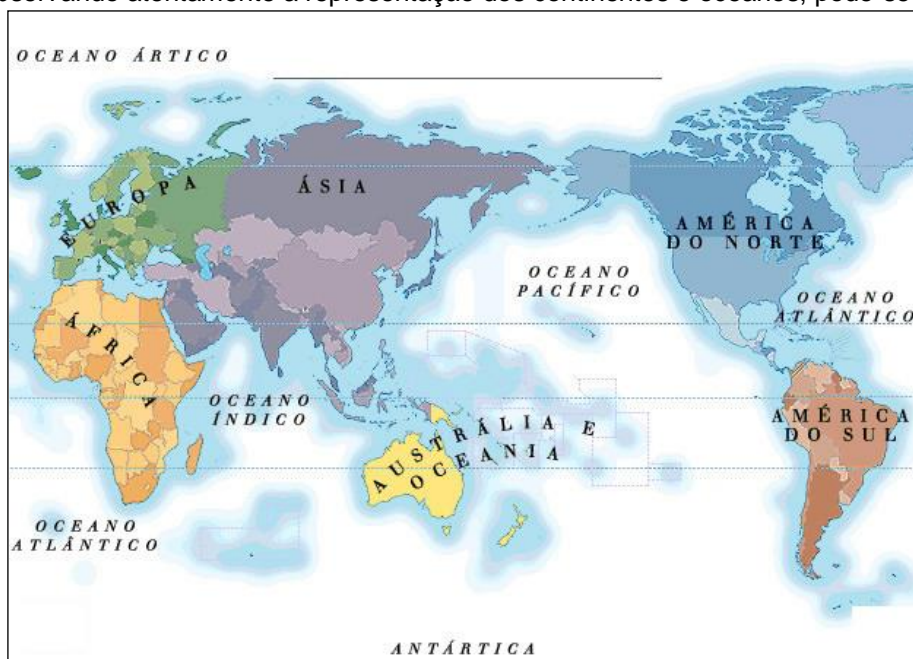 observando atentamente a representação dos continentes e oceanos, pode-se
OCEANO ÁRTICO
EUROPA
ÁSIA
AMÉRICA
DO NORTE
OCEANO
PACÍFICO
OCEANO
ATLÂNTICO
ÁFRICA
OCEANO
ÍNDICO
AUSTRÁLIA E
OCEANIA
AMÉRICA
DO SUL
OCEANO
ATLÂNTICO
ANTÁRTICA